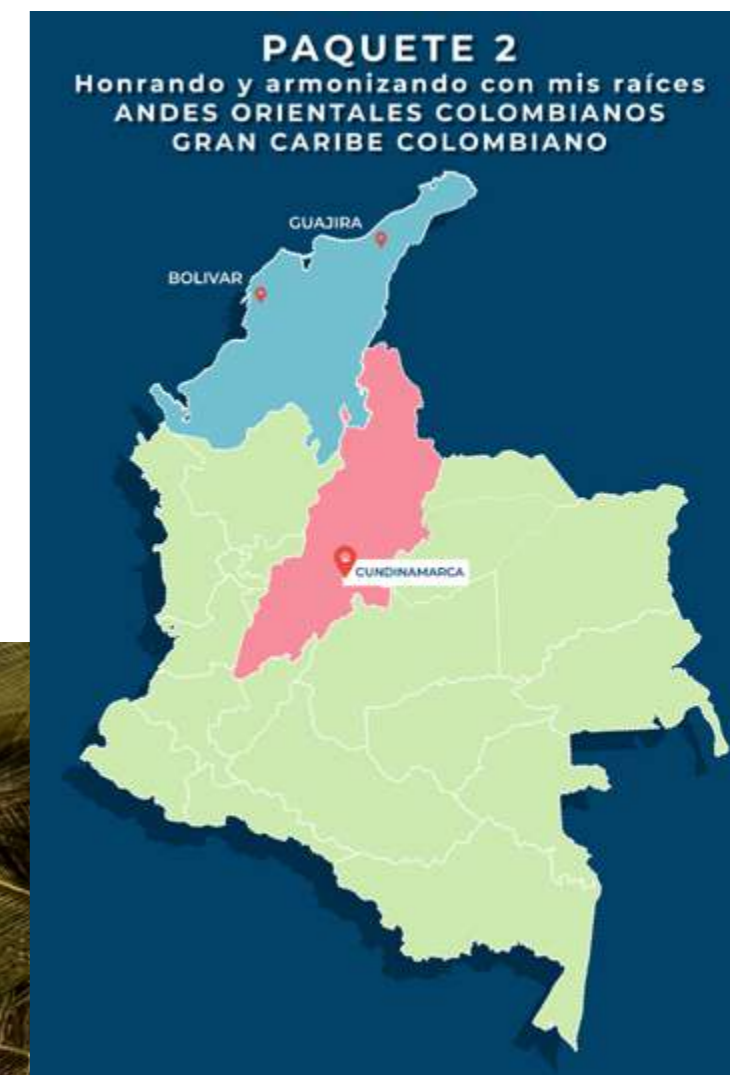 PAQUETE 2
Honrando y armonizando con mis raíces
ANDES ORIENTALES COLOMBIANOS
GRAN CARIBE COLOMBIANO
GUAJIRA
BOLIVAR
CUNDINAMARCA